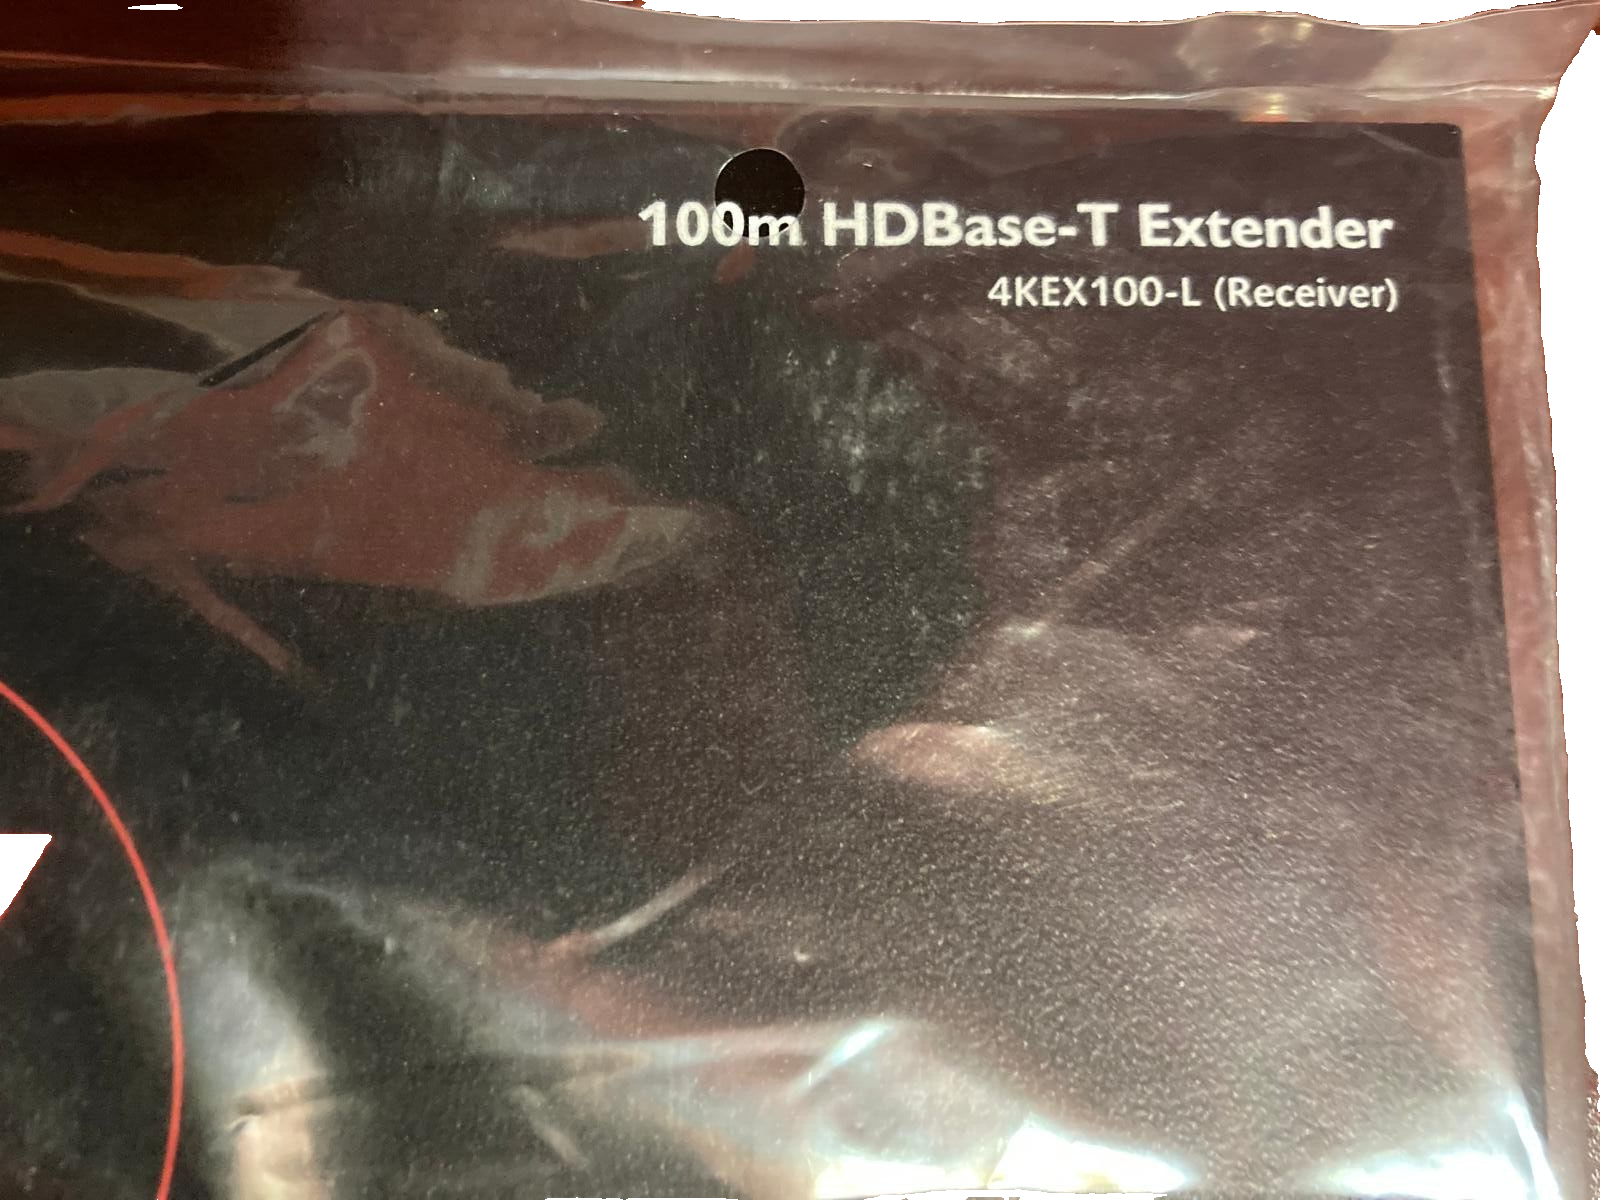 100m HDBase-T Extender
4KEX100-L (Receiver)